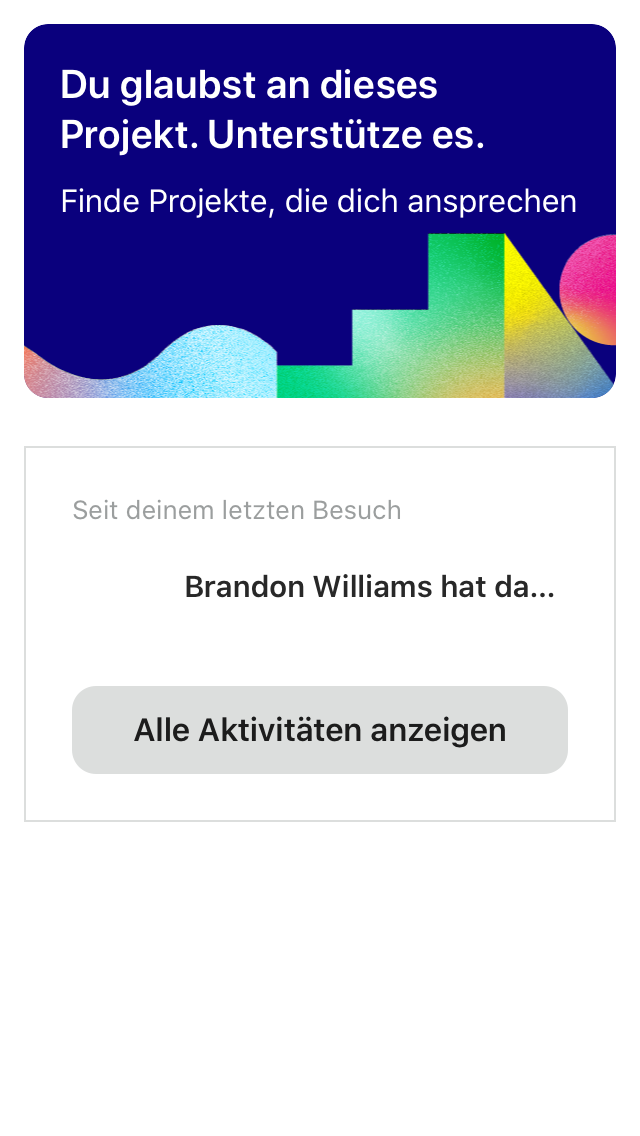 Du glaubst an dieses
Projekt. Unterstütze es.
Finde Projekte, die dich ansprechen
Seit deinem letzten Besuch
Brandon Williams hat da...
Alle Aktivitäten anzeigen